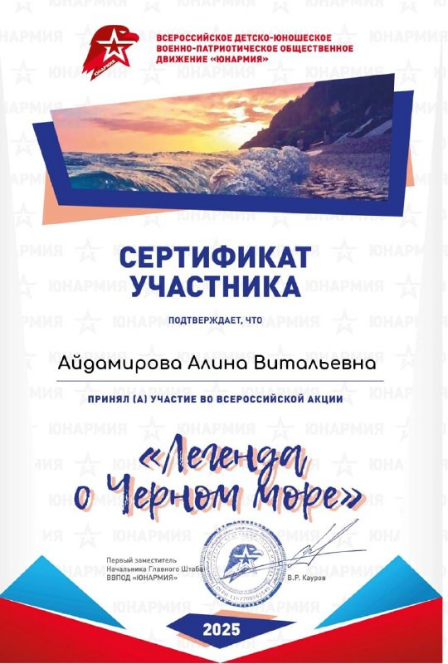 ВСЕРОССИЙСКОЕ ДЕТСКО-ЮНОШЕСКОЕ
ВОЕННО-ПАТРИОТИЧЕСКОЕ ОБЩЕСТВЕННОЕ
ДВИЖЕНИЕ «ЮНАРМИЯ»
ЮНАРМИЯ
СЕРТИФИКАТ
УЧАСТНИКА
ПОДТВЕРЖДАЕТ, ЧТО
Айдамирова Алина Витальевна
ПРИНЯЛ (А) УЧАСТИЕ ВО ВСЕРОССИЙСКОЙ АКЦИИ
«Легенда
о Черном море»
Первый заместитель
Начальника Главного Штаба
ВВПОД «ЮНАРМИЯ»
В.Р. Кауров
2025